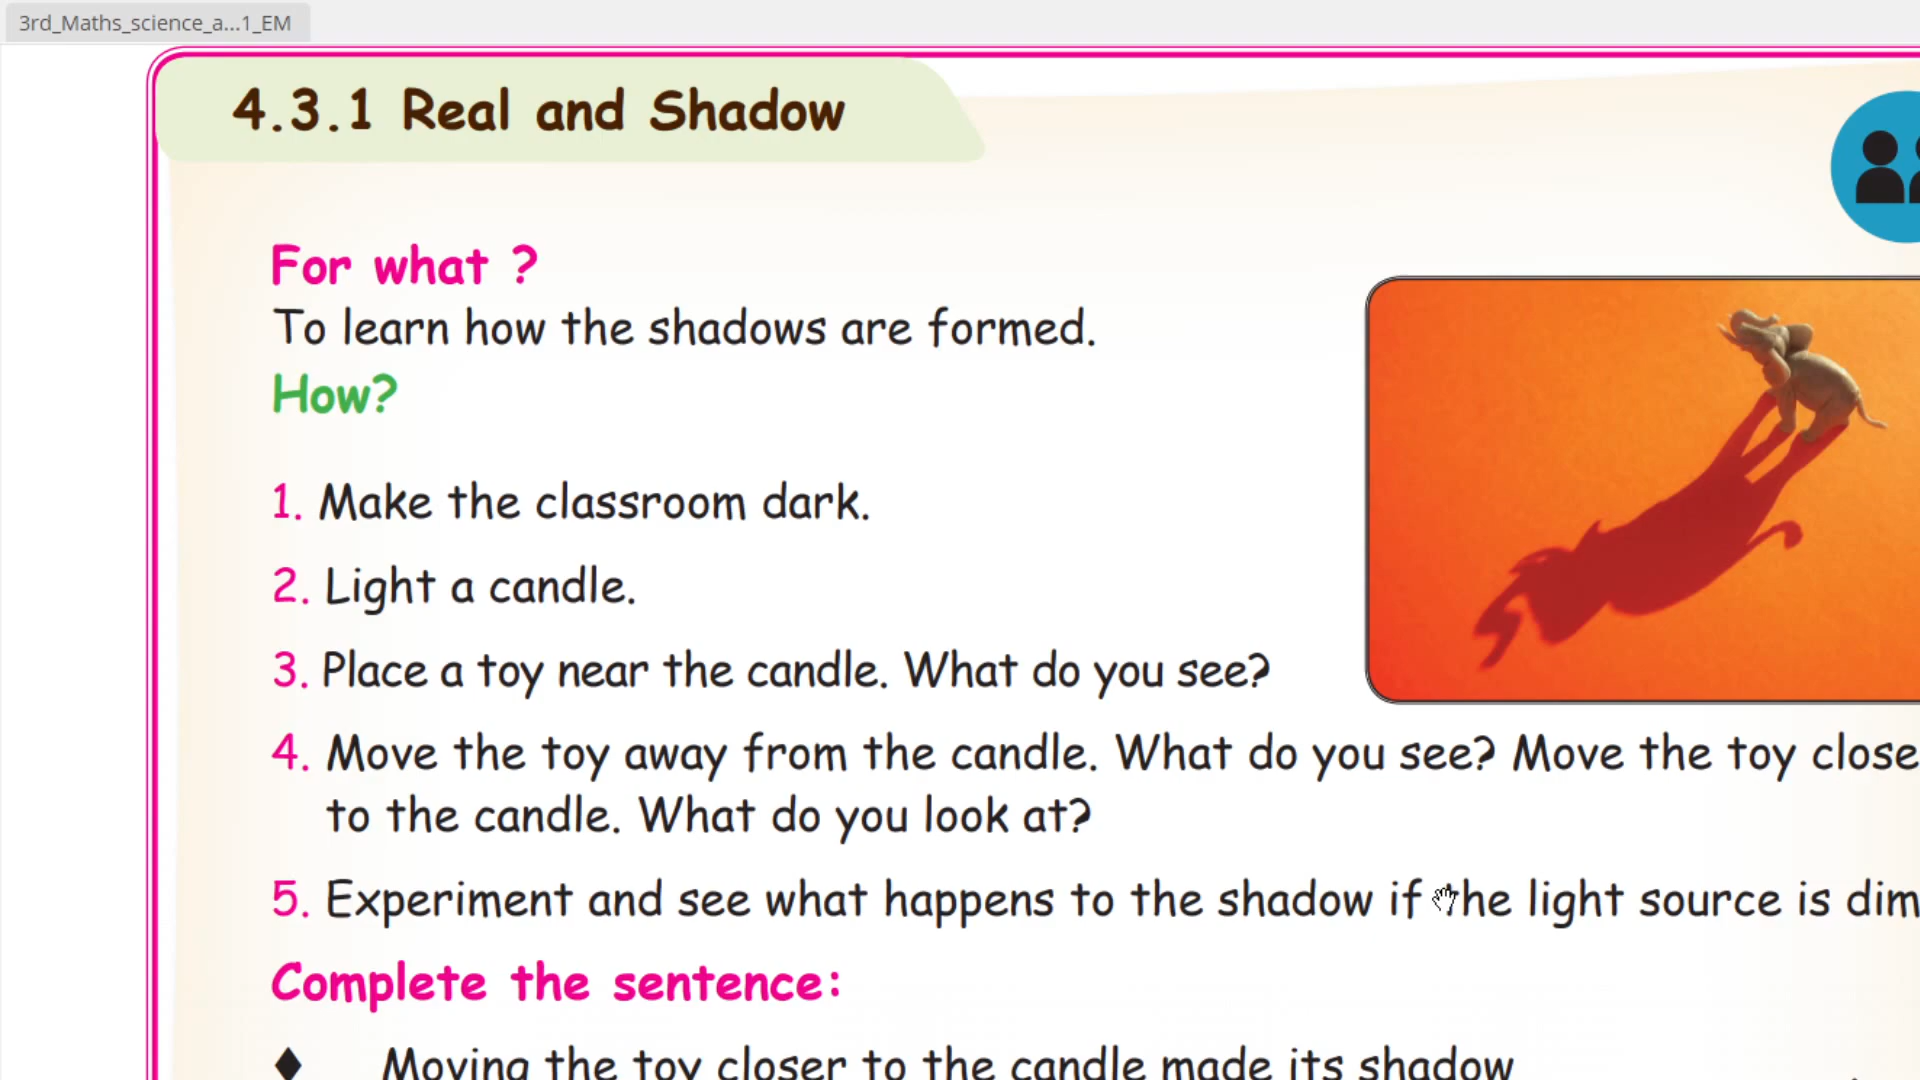 3rd_Maths_science_a...1_EM
4.3.1 Real and Shadow
For what ?
To learn how the shadows are formed.
How?
1. Make the classroom dark.
2. Light a candle.
3. Place a toy near the candle. What do you see?
4. Move the toy away from the candle. What do you see? Move the toy close
to the candle. What do you look at?
5. Experiment and see what happens to the shadow if the light source is dim
Complete the sentence:
♦ Moving the toy closer to the candle made its shadow